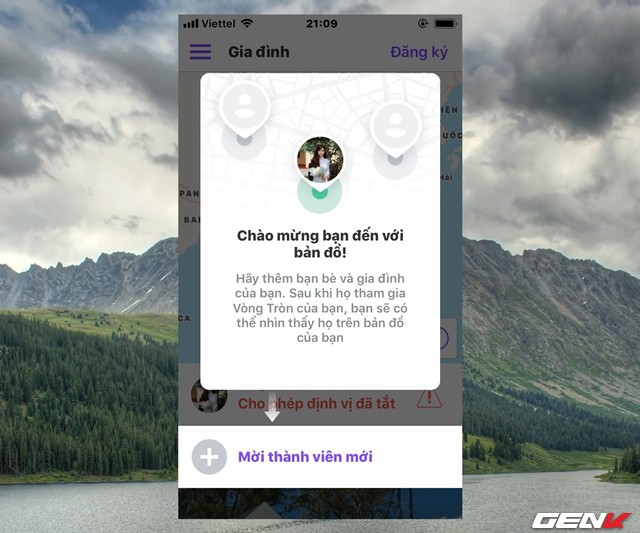 Viettel
21:09
Gia đình
Đăng ký
Chào mừng bạn đến với
bản đồ!
Hãy thêm bạn bè và gia đình
của bạn. Sau khi họ tham gia
Vòng Tròn của bạn, bạn sẽ có
thể nhìn thấy họ trên bản đồ
của bạn
Cho phép định vị đã tắt
Mời thành viên mới
GENK